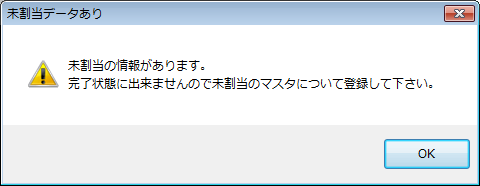 未割当データあり
未割当の情報があります。
完了状態に出来ませんので未割当のマスタについて登録して下さい。
OK